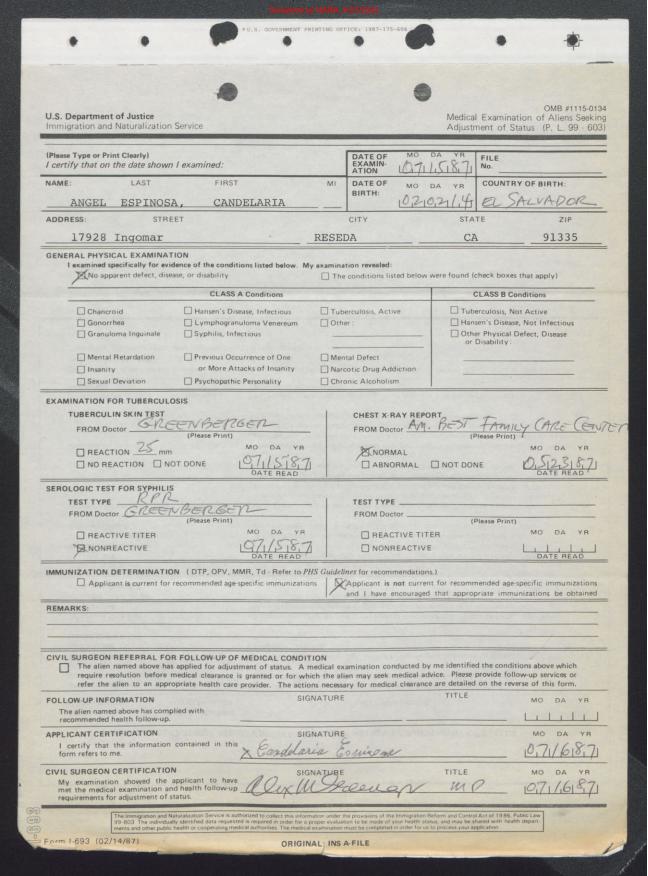 *U.S. GOVERNMENT PRINTING OFFICE: 1987-175-604
OMB #1115-0134
U.S. Department of Justice
Immigration and Naturalization Service
Medical Examination of Aliens Seeking
Adjustment of Status (P. L. 99 - 603)
(Please Type or Print Clearly)
I certify that on the date shown I examined:
DATE OF EXAMIN- ATION MO DA YR 07/15/87 FILE No.
NAME: LAST FIRST MI DATE OF BIRTH: MO DA YR COUNTRY OF BIRTH:
ANGEL ESPINOSA, CANDELARIA 020214 EL SALVADOR
ADDRESS: STREET CITY STATE ZIP
17928 Ingomar RESEDA CA 91335
GENERAL PHYSICAL EXAMINATION
I examined specifically for evidence of the conditions listed below. My examination revealed:
No apparent defect, disease, or disability The conditions listed below were found (check boxes that apply)
CLASS A Conditions CLASS B Conditions
Chancroid Hansen's Disease, Infectious Tuberculosis, Active Tuberculosis, Not Active
Gonorrhea Lymphogranuloma Venereum Other: Hansen's Disease, Not Infectious
Granuloma Inguinale Syphilis, Infectious Other Physical Defect, Disease
or Disability:
Mental Retardation Previous Occurrence of One Mental Defect
Insanity or More Attacks of Insanity Narcotic Drug Addiction
Sexual Deviation Psychopathic Personality Chronic Alcoholism
EXAMINATION FOR TUBERCULOSIS
TUBERCULIN SKIN TEST CHEST X-RAY REPORT
FROM Doctor GREENBERGER FROM Doctor AM. BEST FAMILY CARE CENTER
(Please Print) (Please Print)
REACTION 25 mm MO DA YR NORMAL MO DA YR
NO REACTION NOT DONE 07/15/87 ABNORMAL NOT DONE 052387
DATE READ DATE READ
SEROLOGIC TEST FOR SYPHILIS
TEST TYPE RPR TEST TYPE
FROM Doctor GREENBERGER FROM Doctor
(Please Print) (Please Print)
REACTIVE TITER MO DA YR REACTIVE TITER MO DA YR
NONREACTIVE 07/15/87 NONREACTIVE
DATE READ DATE READ
IMMUNIZATION DETERMINATION (DTP, OPV, MMR, Td - Refer to PHS Guidelines for recommendations.)
Applicant is current for recommended age-specific immunizations Applicant is not current for recommended age-specific immunizations
and I have encouraged that appropriate immunizations be obtained
REMARKS:
CIVIL SURGEON REFERRAL FOR FOLLOW-UP OF MEDICAL CONDITION
The alien named above has applied for adjustment of status. A medical examination conducted by me identified the conditions above which
require resolution before medical clearance is granted or for which the alien may seek medical advice. Please provide follow-up services or
refer the alien to an appropriate health care provider. The actions necessary for medical clearance are detailed on the reverse of this form.
FOLLOW-UP INFORMATION SIGNATURE TITLE MO DA YR
The alien named above has complied with
recommended health follow-up.
APPLICANT CERTIFICATION SIGNATURE MO DA YR
I certify that the information contained in this
form refers to me. x Candelaria Espinosa 07/16/87
CIVIL SURGEON CERTIFICATION SIGNATURE TITLE MO DA YR
My examination showed the applicant to have
met the medical examination and health follow-up MD 07/16/87
requirements for adjustment of status.
The Immigration and Naturalization Service is authorized to collect this information under the provisions of the Immigration Reform and Control Act of 1986, Public Law
99-603. The individually identified data requested is required in order for a proper evaluation to be made of your health status, and may be shared with health depart-
ments and other public health or cooperating medical authorities. The medical examination must be completed in order for us to process your application.
Form I-693 (02/14/87)
ORIGINAL: INS A-FILE